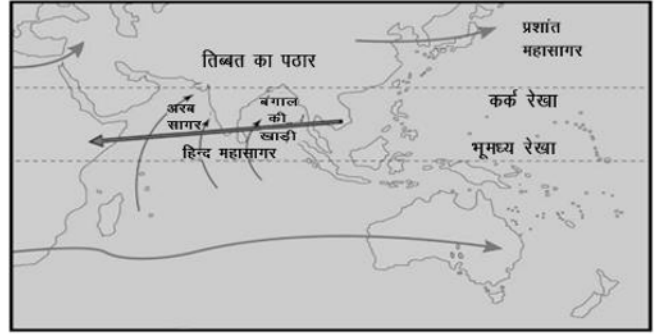 प्रशांत
महासागर
तिब्बत का पठार
अरब
सागर
बंगाल
की
खाड़ी
कर्क रेखा
हिन्द महासागर
भूमध्य रेखा